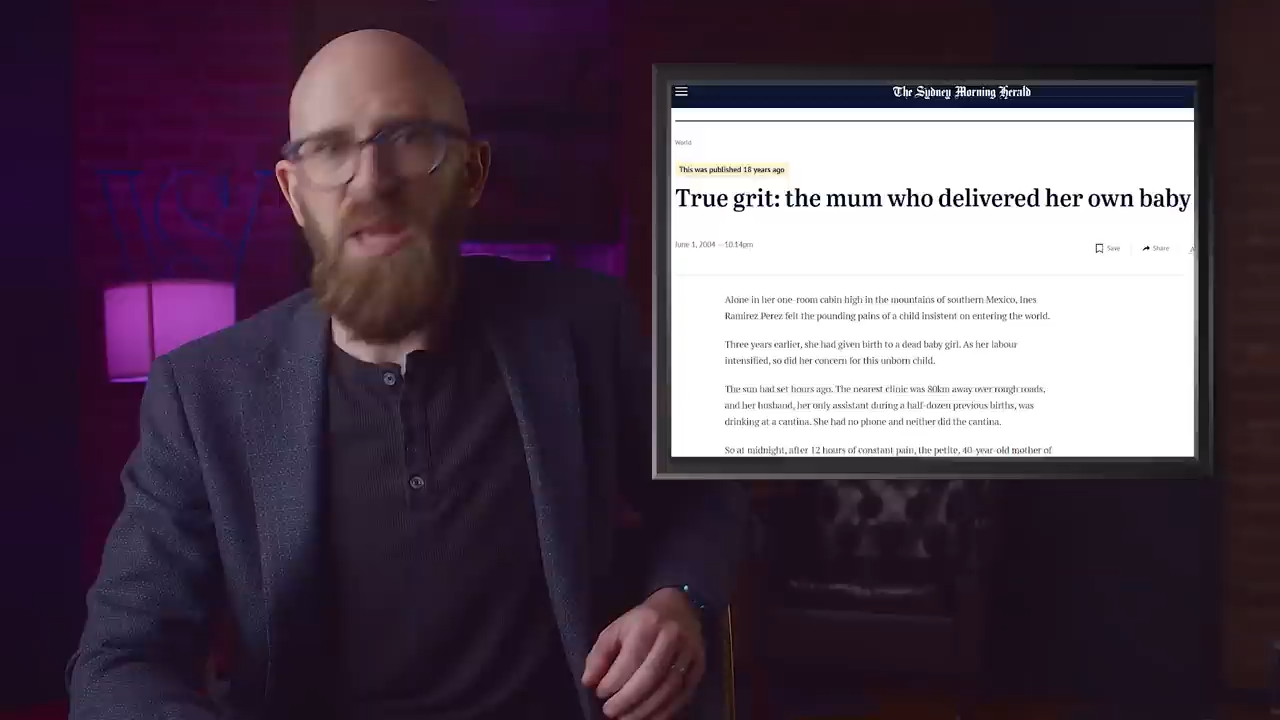 The Sydney Morning Herald
World
This was published 18 years ago
True grit: the mum who delivered her own baby
June 1, 2004 — 10.14pm
Save
Share
A
Alone in her one-room cabin high in the mountains of southern Mexico, Ines
Ramirez Perez felt the pounding pains of a child insistent on entering the world.
Three years earlier, she had given birth to a dead baby girl. As her labour
intensified, so did her concern for this unborn child.
The sun had set hours ago. The nearest clinic was 80km away over rough roads,
and her husband, her only assistant during a half-dozen previous births, was
drinking at a cantina. She had no phone and neither did the cantina.
So at midnight, after 12 hours of constant pain, the petite, 40-year-old mother of